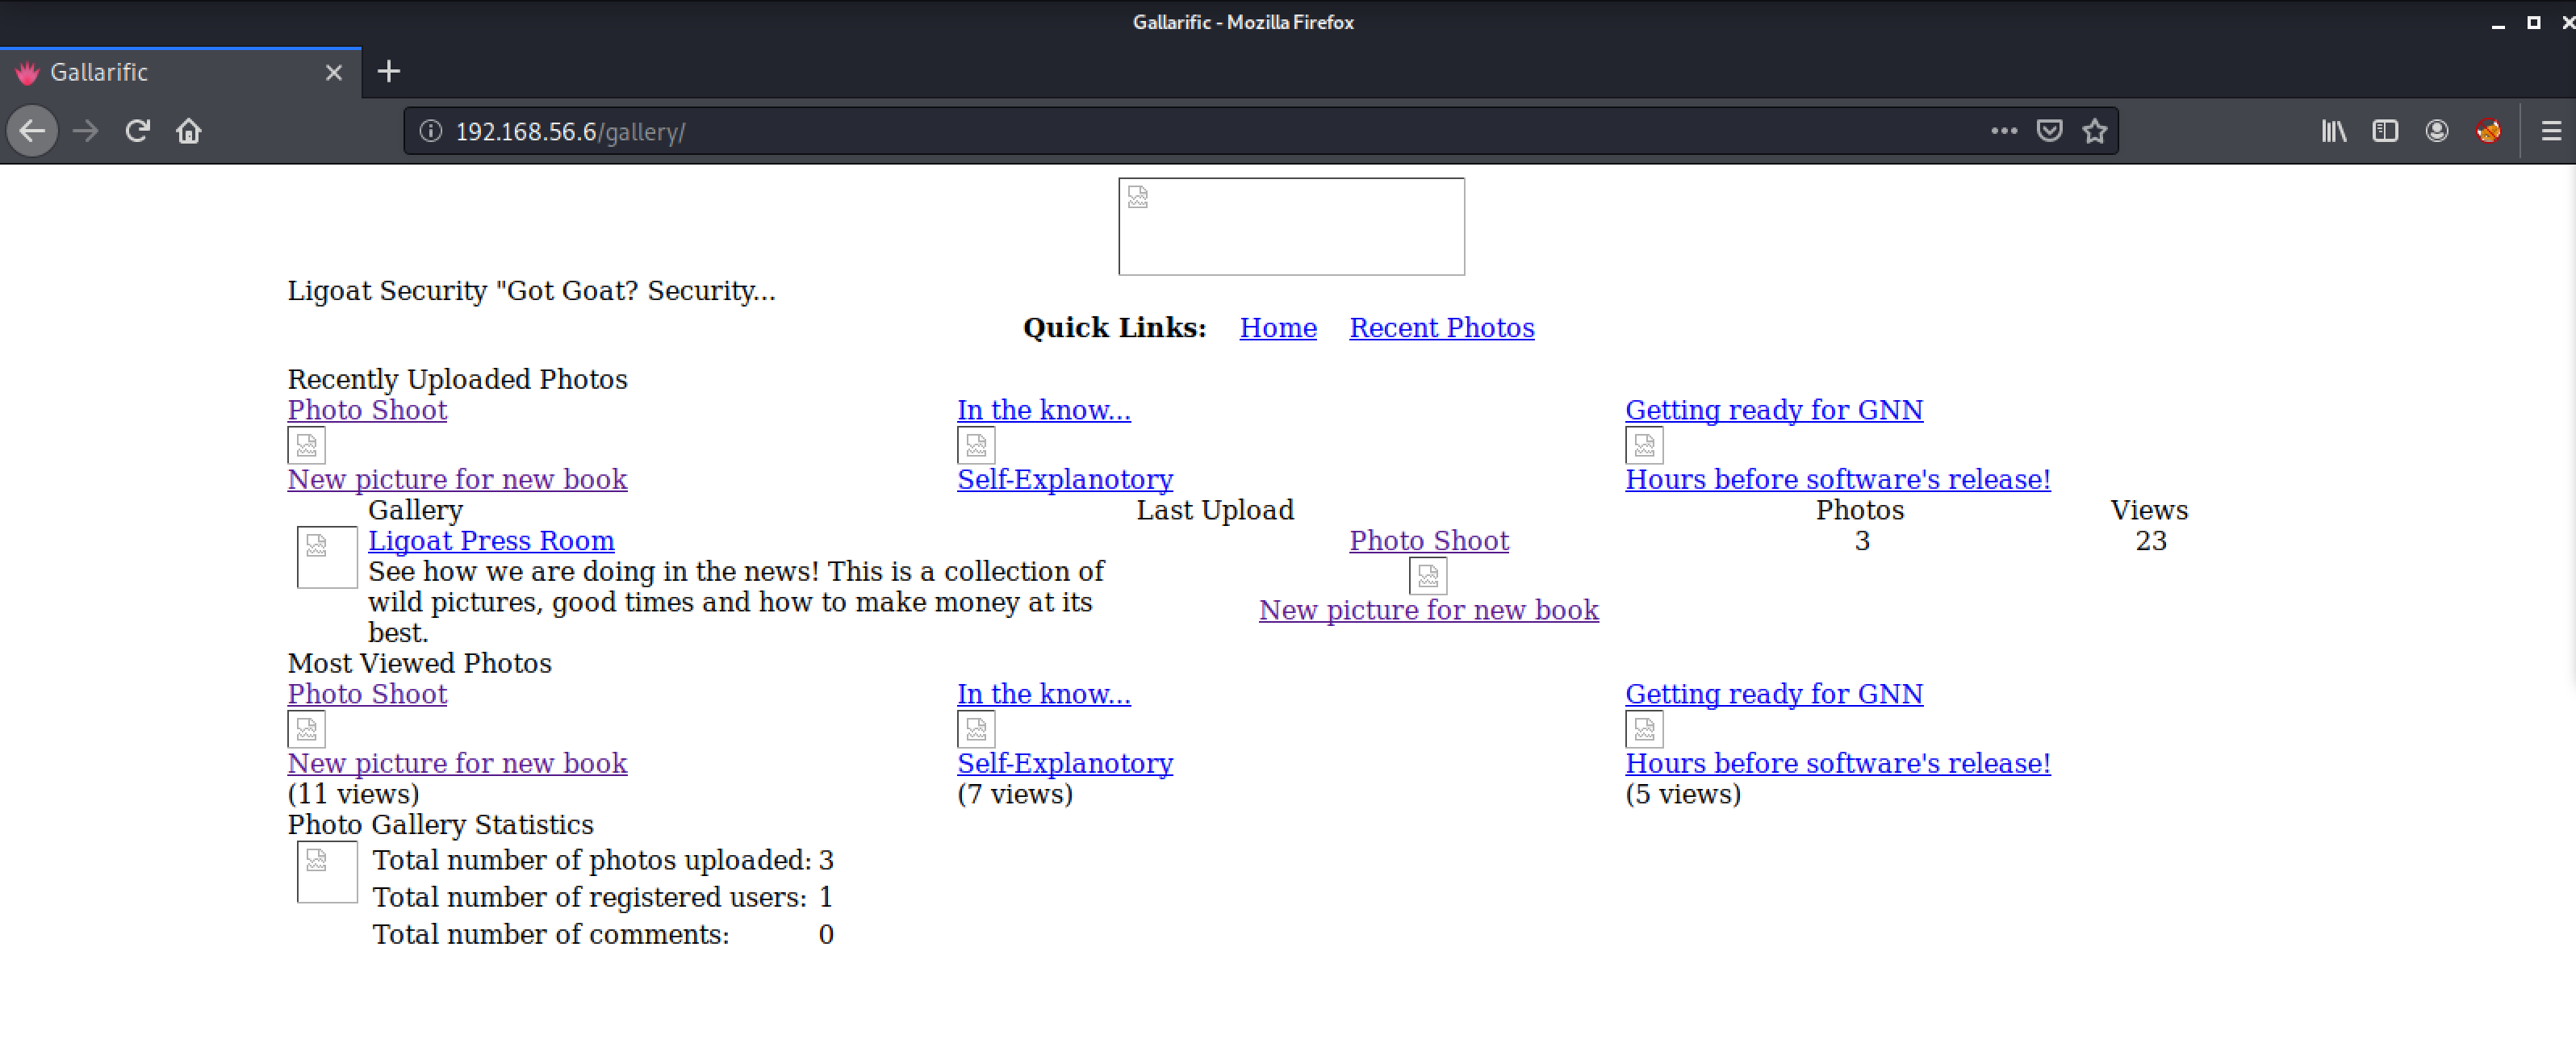 Gallarific - Mozilla Firefox
Gallarific
192.168.56.6/gallery/
Ligoat Security "Got Goat? Security...
Quick Links: Home Recent Photos
Recently Uploaded Photos
Photo Shoot In the know... Getting ready for GNN
New picture for new book Self-Explanotory Hours before software's release!
Gallery Last Upload Photos Views
Ligoat Press Room Photo Shoot 3 23
See how we are doing in the news! This is a collection of
wild pictures, good times and how to make money at its
New picture for new book
best.
Most Viewed Photos
Photo Shoot In the know... Getting ready for GNN
New picture for new book Self-Explanotory Hours before software's release!
(11 views) (7 views) (5 views)
Photo Gallery Statistics
Total number of photos uploaded: 3
Total number of registered users: 1
Total number of comments: 0